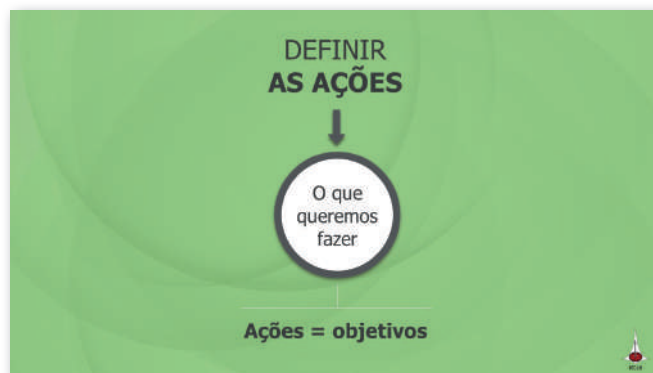 DEFINIR
AS AÇÕES
O que
queremos
fazer
Ações = objetivos